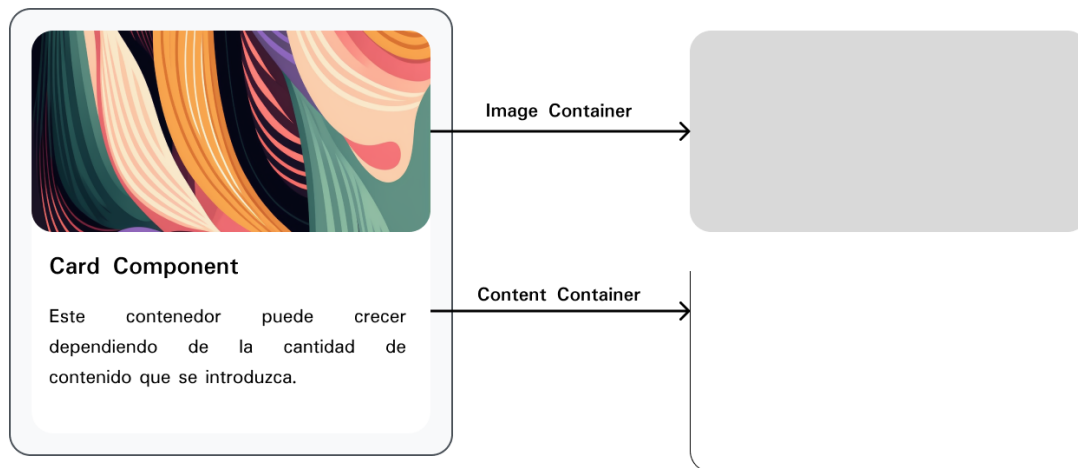 Image Container
Card Component
Content Container
Este contenedor puede crecer
dependiendo de la cantidad de
contenido que se introduzca.